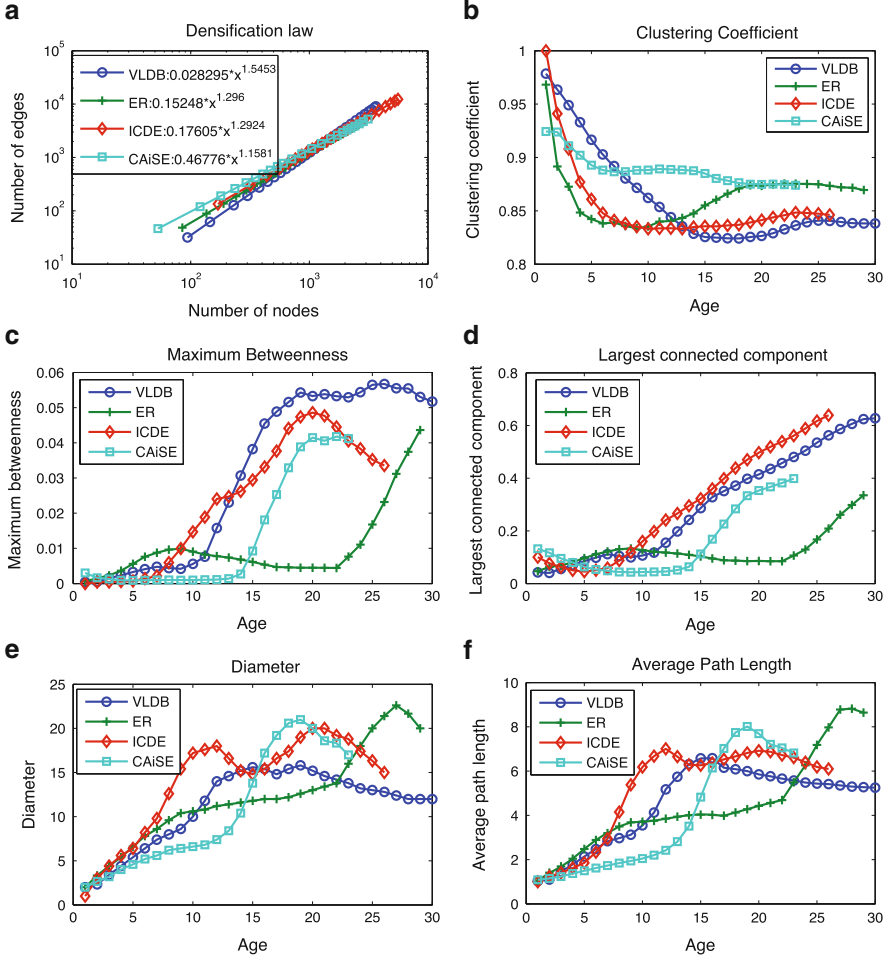 a
Densification law
10^5
10^4
10^3
10^2
10^1
VLDB:0.028295*x^1.5453
ER:0.15248*x^1.296
ICDE:0.17605*x^1.2924
CAiSE:0.46776*x^1.1581
Number of edges
10^1 10^2 10^3 10^4
Number of nodes
b
Clustering Coefficient
1
0.95
0.9
0.85
0.8
VLDB
ER
ICDE
CAiSE
Clustering coefficient
0 5 10 15 20 25 30
Age
c
Maximum Betweenness
0.06
0.05
0.04
0.03
0.02
0.01
0
VLDB
ER
ICDE
CAiSE
Maximum betweenness
0 5 10 15 20 25 30
Age
d
Largest connected component
0.8
0.6
0.4
0.2
0
VLDB
ER
ICDE
CAiSE
Largest connected component
0 5 10 15 20 25 30
Age
e
Diameter
25
20
15
10
5
0
VLDB
ER
ICDE
CAiSE
Diameter
0 5 10 15 20 25 30
Age
f
Average Path Length
10
8
6
4
2
0
VLDB
ER
ICDE
CAiSE
Average path length
0 5 10 15 20 25 30
Age